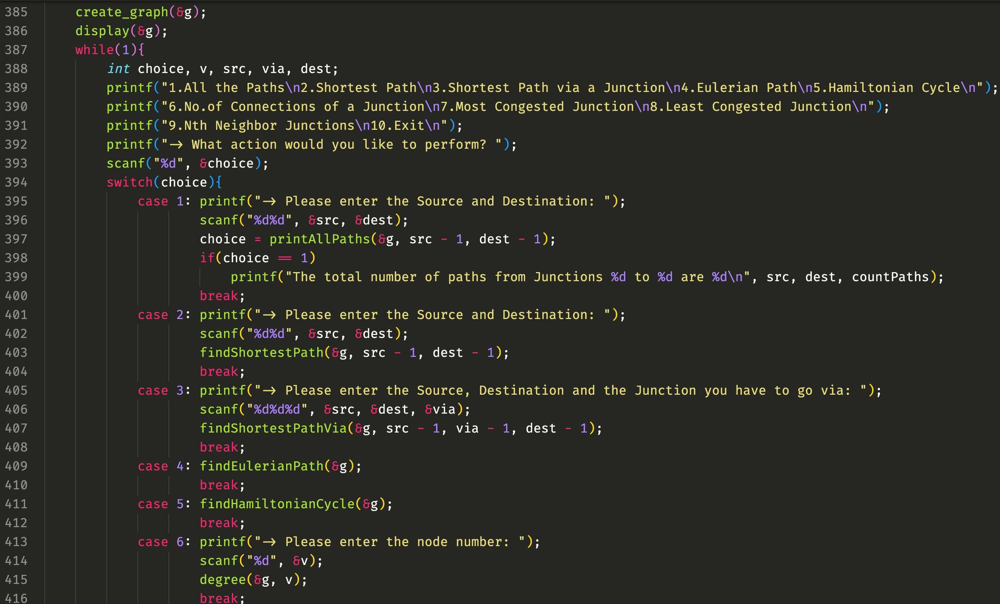 385 create_graph(&g);
386 display(&g);
387 while(1){
388 int choice, v, src, via, dest;
389 printf("1.All the Paths\n2.Shortest Path\n3.Shortest Path via a Junction\n4.Eulerian Path\n5.Hamiltonian Cycle\n");
390 printf("6.No.of Connections of a Junction\n7.Most Congested Junction\n8.Least Congested Junction\n");
391 printf("9.Nth Neighbor Junctions\n10.Exit\n");
392 printf("→ What action would you like to perform? ");
393 scanf("%d", &choice);
394 switch(choice){
395 case 1: printf("→ Please enter the Source and Destination: ");
396 scanf("%d%d", &src, &dest);
397 choice = printAllPaths(&g, src - 1, dest - 1);
398 if(choice == 1)
399 printf("The total number of paths from Junctions %d to %d are %d\n", src, dest, countPaths);
400 break;
401 case 2: printf("→ Please enter the Source and Destination: ");
402 scanf("%d%d", &src, &dest);
403 findShortestPath(&g, src - 1, dest - 1);
404 break;
405 case 3: printf("→ Please enter the Source, Destination and the Junction you have to go via: ");
406 scanf("%d%d%d", &src, &dest, &via);
407 findShortestPathVia(&g, src - 1, via - 1, dest - 1);
408 break;
409 case 4: findEulerianPath(&g);
410 break;
411 case 5: findHamiltonianCycle(&g);
412 break;
413 case 6: printf("→ Please enter the node number: ");
414 scanf("%d", &v);
415 degree(&g, v);
416 break;